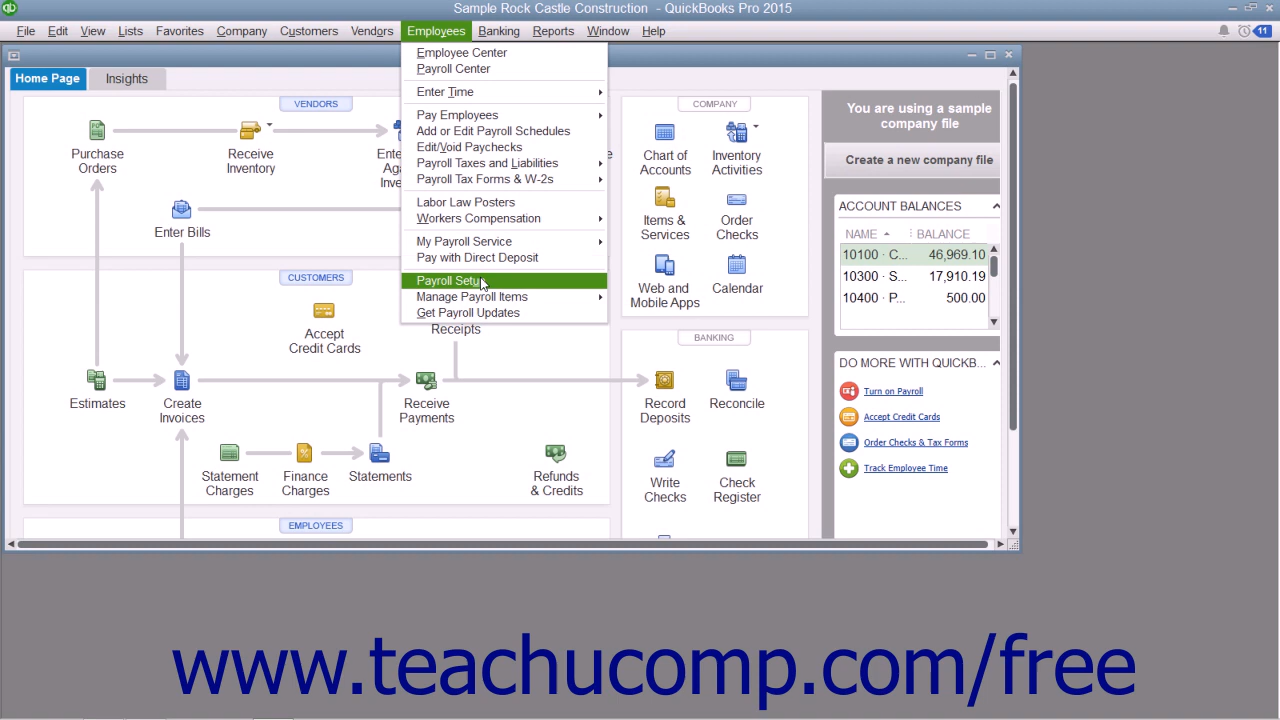 Sample Rock Castle Construction - QuickBooks Pro 2015
File Edit View Lists Favorites Company Customers Vendors Employees Banking Reports Window Help
11
Home Page
Insights
Employee Center
Payroll Center
Enter Time
Pay Employees
Add or Edit Payroll Schedules
Edit/Void Paychecks
Payroll Taxes and Liabilities
Payroll Tax Forms & W-2s
Labor Law Posters
Workers Compensation
My Payroll Service
Pay with Direct Deposit
Payroll Setup
Manage Payroll Items
Get Payroll Updates
VENDORS
Purchase
Orders
Receive
Inventory
Enter Bills
CUSTOMERS
Accept
Credit Cards
Receipts
Estimates
Create
Invoices
Receive
Payments
Statement
Charges
Finance
Charges
Statements
Refunds
& Credits
EMPLOYEES
COMPANY
Chart of
Accounts
Inventory
Activities
Items &
Services
Order
Checks
Web and
Mobile Apps
Calendar
BANKING
Record
Deposits
Reconcile
Write
Checks
Check
Register
You are using a sample
company file
Create a new company file
ACCOUNT BALANCES
NAME BALANCE
10100 · C... 46,969.10
10300 · S... 17,910.19
10400 · P... 500.00
DO MORE WITH QUICKB...
Turn on Payroll
Accept Credit Cards
Order Checks & Tax Forms
Track Employee Time
www.teachucomp.com/free